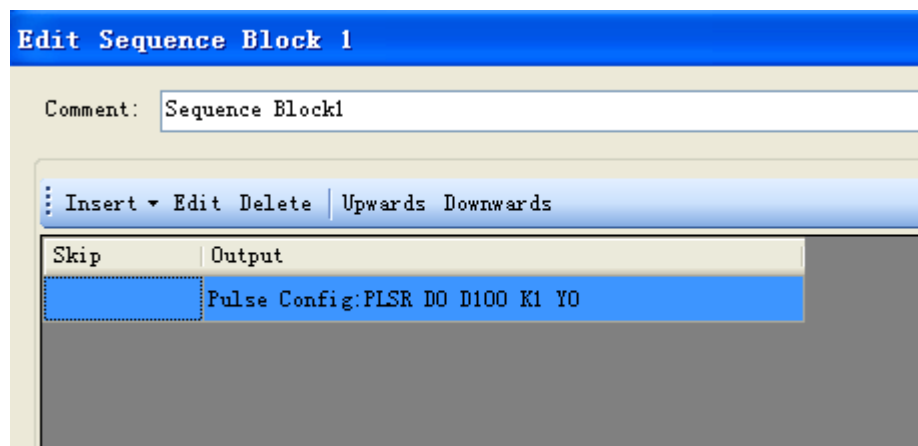 Edit Sequence Block 1
Comment: Sequence Block1
Insert Edit Delete Upwards Downwards
Skip Output
Pulse Config:PLSR D0 D100 K1 Y0